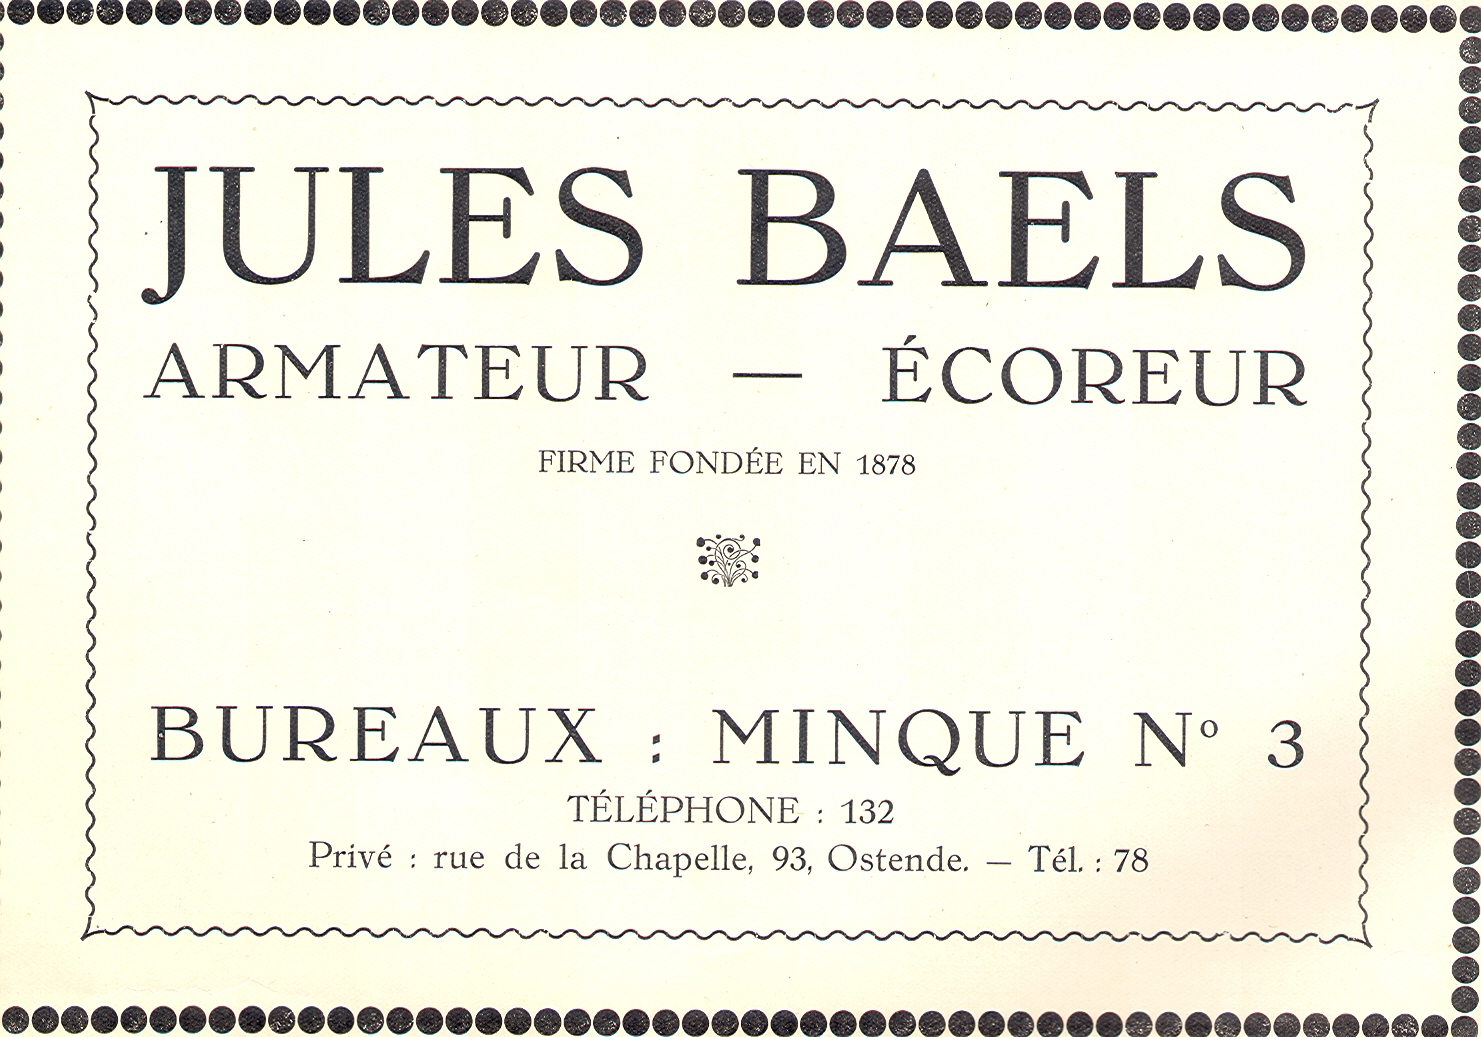 JULES BAELS
ARMATEUR — ÉCOREUR
FIRME FONDÉE EN 1878
BUREAUX : MINQUE Nº 3
TÉLÉPHONE : 132
Privé : rue de la Chapelle, 93, Ostende. — Tél. : 78